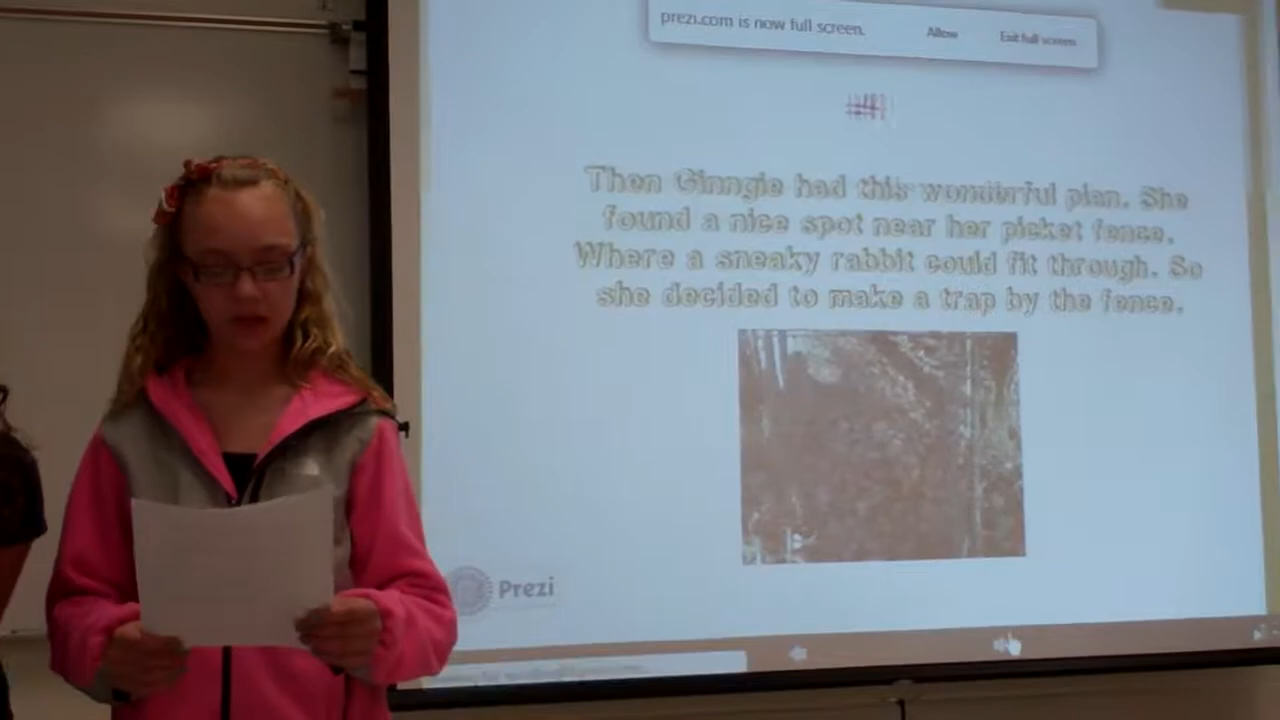 prezi.com is now full screen. Allow Exit full screen
Then Ginngie had this wonderful plan. She
found a nice spot near her picket fence.
Where a sneaky rabbit could fit through. So
she decided to make a trap by the fence.
Prezi